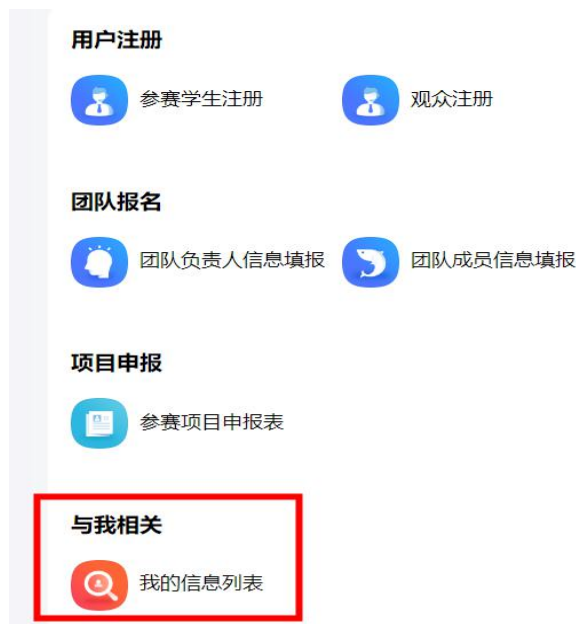 用户注册
参赛学生注册 观众注册
团队报名
团队负责人信息填报 团队成员信息填报
项目申报
参赛项目申报表
与我相关
我的信息列表